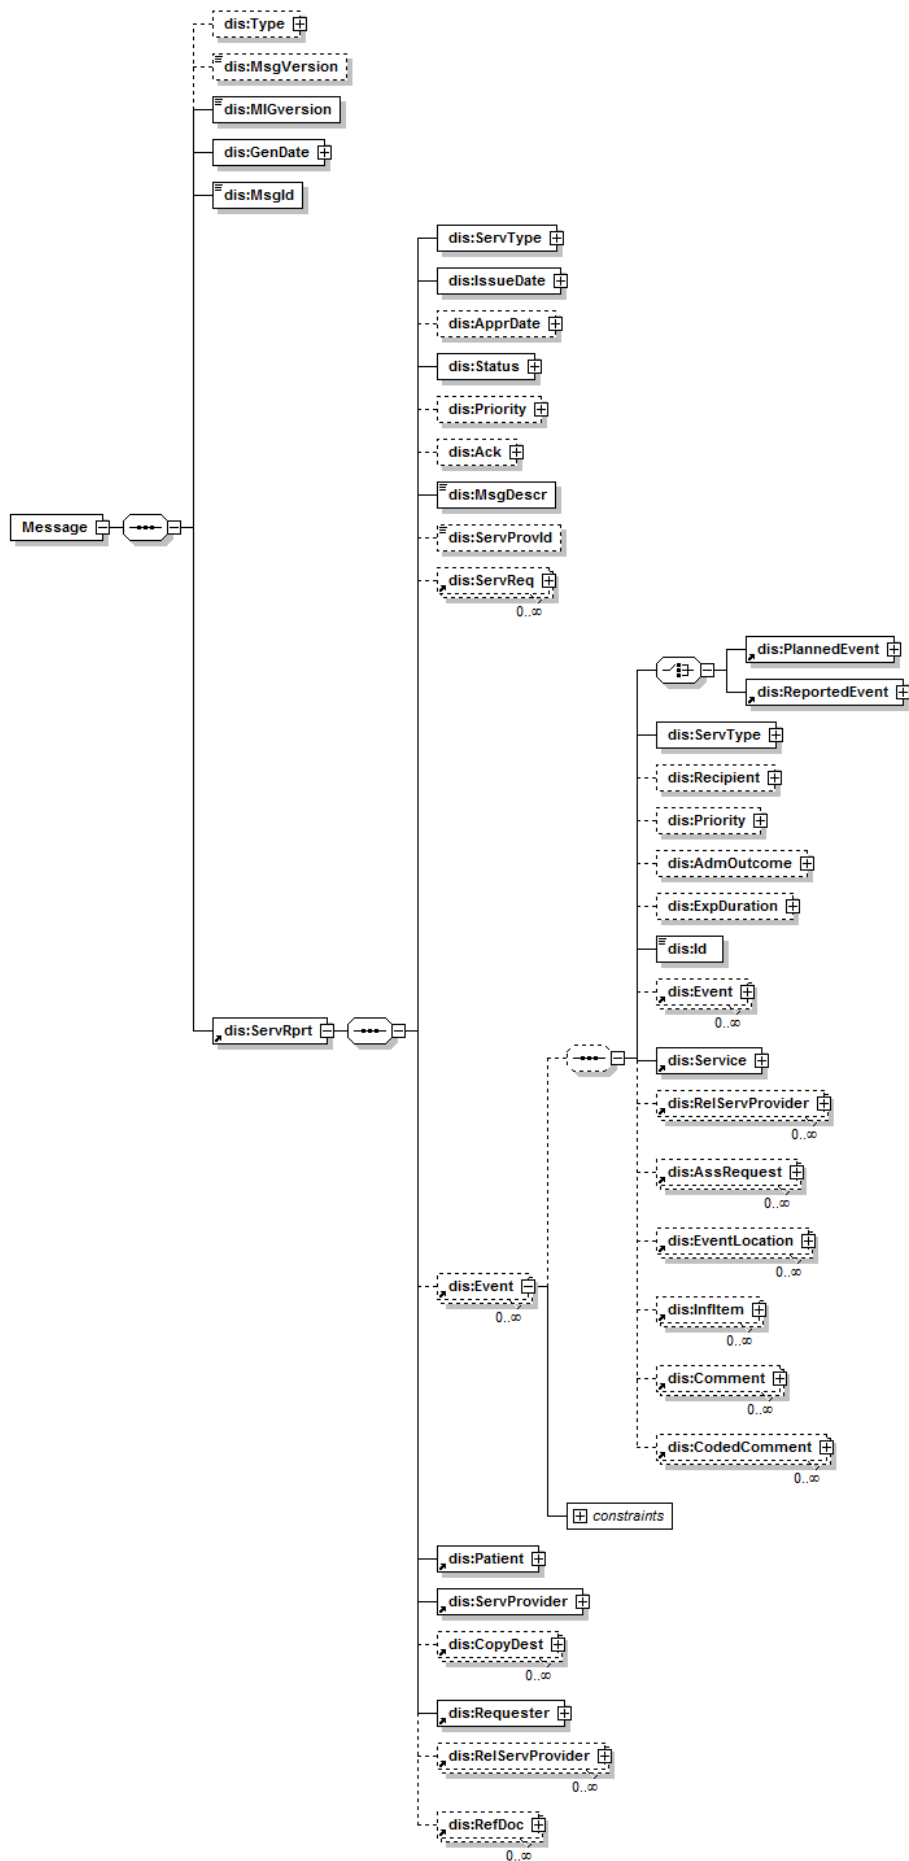 dis:Type
dis:MsgVersion
dis:MIGversion
dis:GenDate
dis:MsgId
dis:ServType
dis:IssueDate
dis:ApprDate
dis:Status
dis:Priority
dis:Ack
dis:MsgDescr
Message
dis:ServProvId
dis:ServReq
0..∞
dis:PlannedEvent
dis:ReportedEvent
dis:ServType
dis:Recipient
dis:Priority
dis:AdmOutcome
dis:ExpDuration
dis:Id
dis:Event
0..∞
dis:ServRprt
dis:Service
dis:RelServProvider
0..∞
dis:AssRequest
0..∞
dis:EventLocation
0..∞
dis:Event
0..∞
dis:InfItem
0..∞
dis:Comment
0..∞
dis:CodedComment
0..∞
constraints
dis:Patient
dis:ServProvider
dis:CopyDest
0..∞
dis:Requester
dis:RelServProvider
0..∞
dis:RefDoc
0..∞